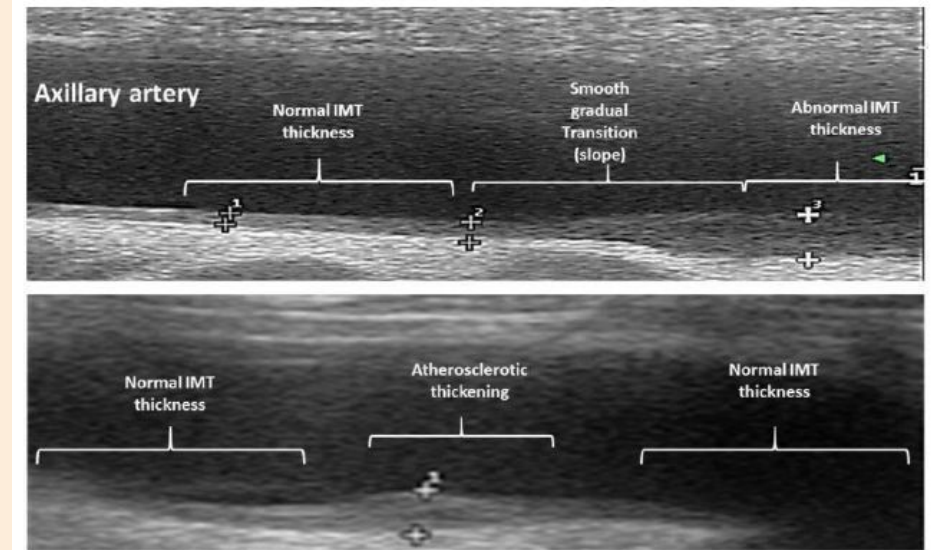 Axillary artery
Normal IMT
thickness
Smooth
gradual
Transition
(slope)
Abnormal IMT
thickness
1
2
3
Normal IMT
thickness
Atherosclerotic
thickening
Normal IMT
thickness